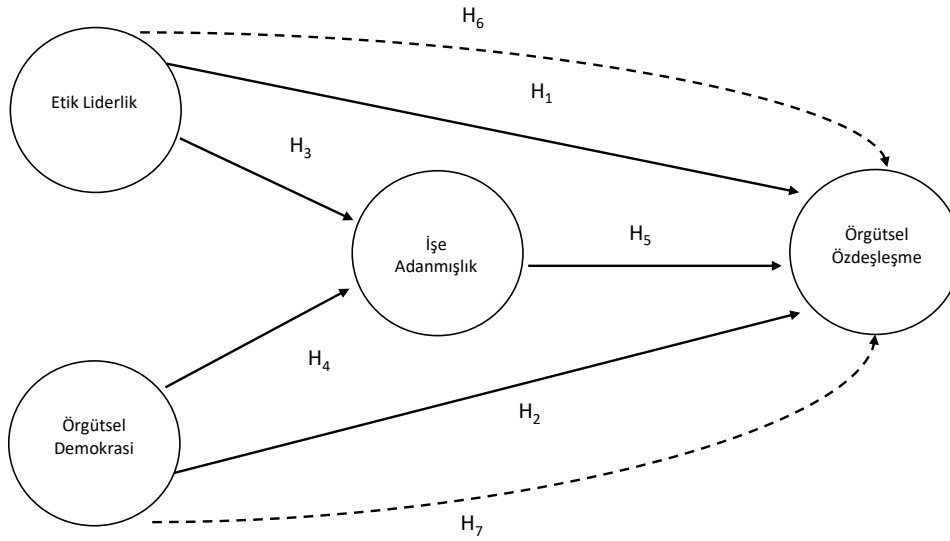 H₆
Etik Liderlik
H₁
H₃
İşe
Adanmışlık
H₅
Örgütsel
Özdeşleşme
H₄
Örgütsel
Demokrasi
H₂
H₇